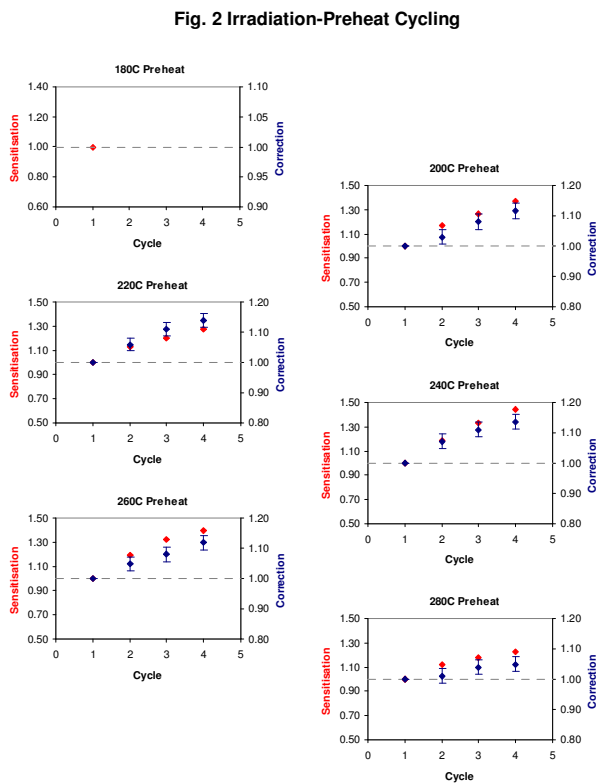 Fig. 2 Irradiation-Preheat Cycling
180C Preheat
1.40 1.10
1.20 1.05
1.00 1.00
0.80 0.95
0.60 0.90
0 1 2 3 4 5
Cycle
Sensitisation
Correction
200C Preheat
1.50 1.20
1.30 1.10
1.10
0.90 1.00
0.70 0.90
0.50 0.80
0 1 2 3 4 5
Cycle
Sensitisation
Correction
220C Preheat
1.50 1.20
1.30 1.10
1.10
0.90 1.00
0.70 0.90
0.50 0.80
0 1 2 3 4 5
Cycle
Sensitisation
Correction
240C Preheat
1.50 1.20
1.30 1.10
1.10
0.90 1.00
0.70 0.90
0.50 0.80
0 1 2 3 4 5
Cycle
Sensitisation
Correction
260C Preheat
1.50 1.20
1.30 1.10
1.10
0.90 1.00
0.70 0.90
0.50 0.80
0 1 2 3 4 5
Cycle
Sensitisation
Correction
280C Preheat
1.50 1.20
1.30 1.10
1.10
0.90 1.00
0.70 0.90
0.50 0.80
0 1 2 3 4 5
Cycle
Sensitisation
Correction